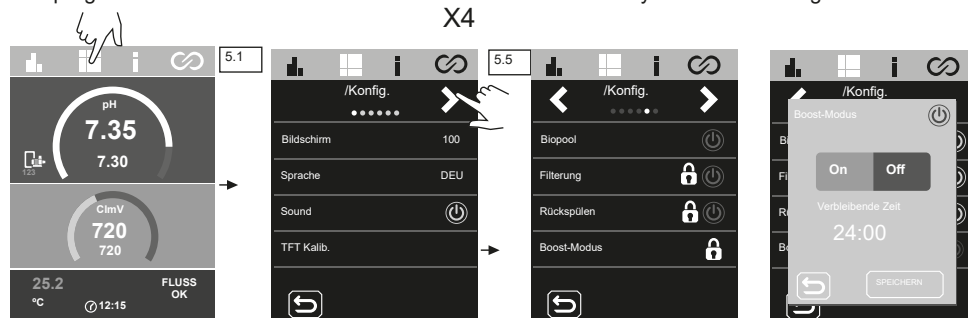 X4
5.1
5.5
pH
7.35
7.30
123
ClmV
720
720
25.2
ºC
12:15
FLUSS
OK
/Konfig.
Bildschirm 100
Sprache DEU
Sound
TFT Kalib.
/Konfig.
Biopool
Filterung
Rückspülen
Boost-Modus
/Konfig.
Boost-Modus
On Off
Verbleibende Zeit
24:00
SPEICHERN